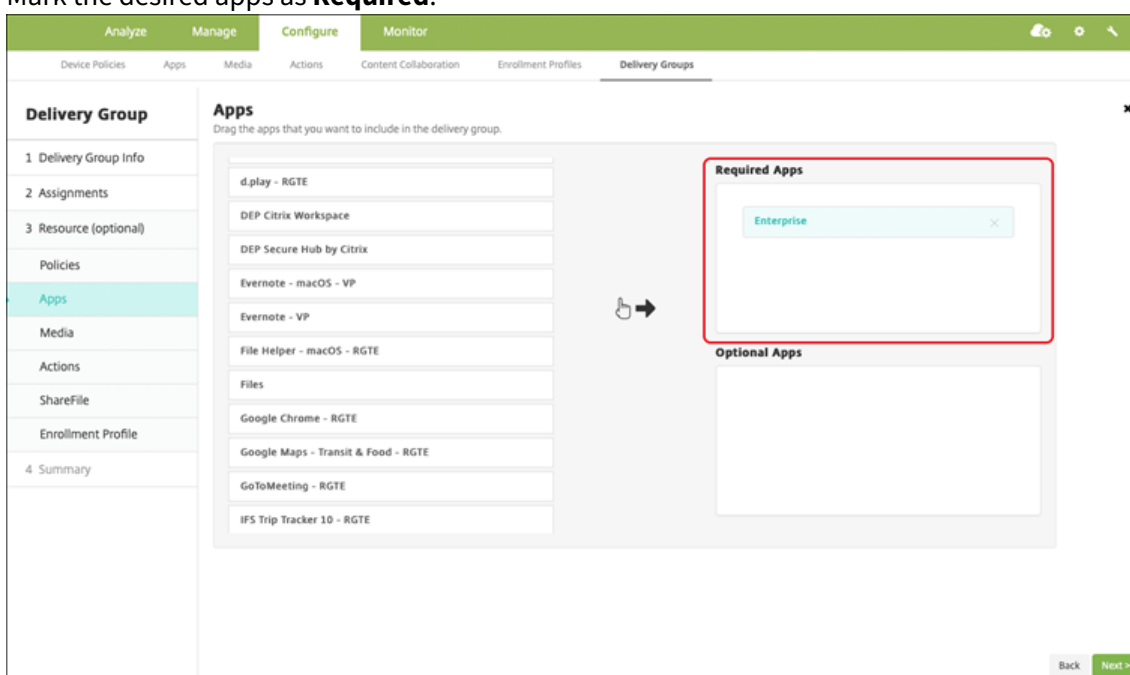 Mark the desired apps as Required.
Analyze Manage Configure Monitor
Device Policies Apps Media Actions Content Collaboration Enrollment Profiles Delivery Groups
Delivery Group
1 Delivery Group Info
2 Assignments
3 Resource (optional)
Policies
Apps
Media
Actions
ShareFile
Enrollment Profile
4 Summary
Apps
Drag the apps that you want to include in the delivery group.
d.play - RGTE
DEP Citrix Workspace
DEP Secure Hub by Citrix
Evernote - macOS - VP
Evernote - VP
File Helper - macOS - RGTE
Files
Google Chrome - RGTE
Google Maps - Transit & Food - RGTE
GoToMeeting - RGTE
IFS Trip Tracker 10 - RGTE
Required Apps
Enterprise
Optional Apps
Back Next >